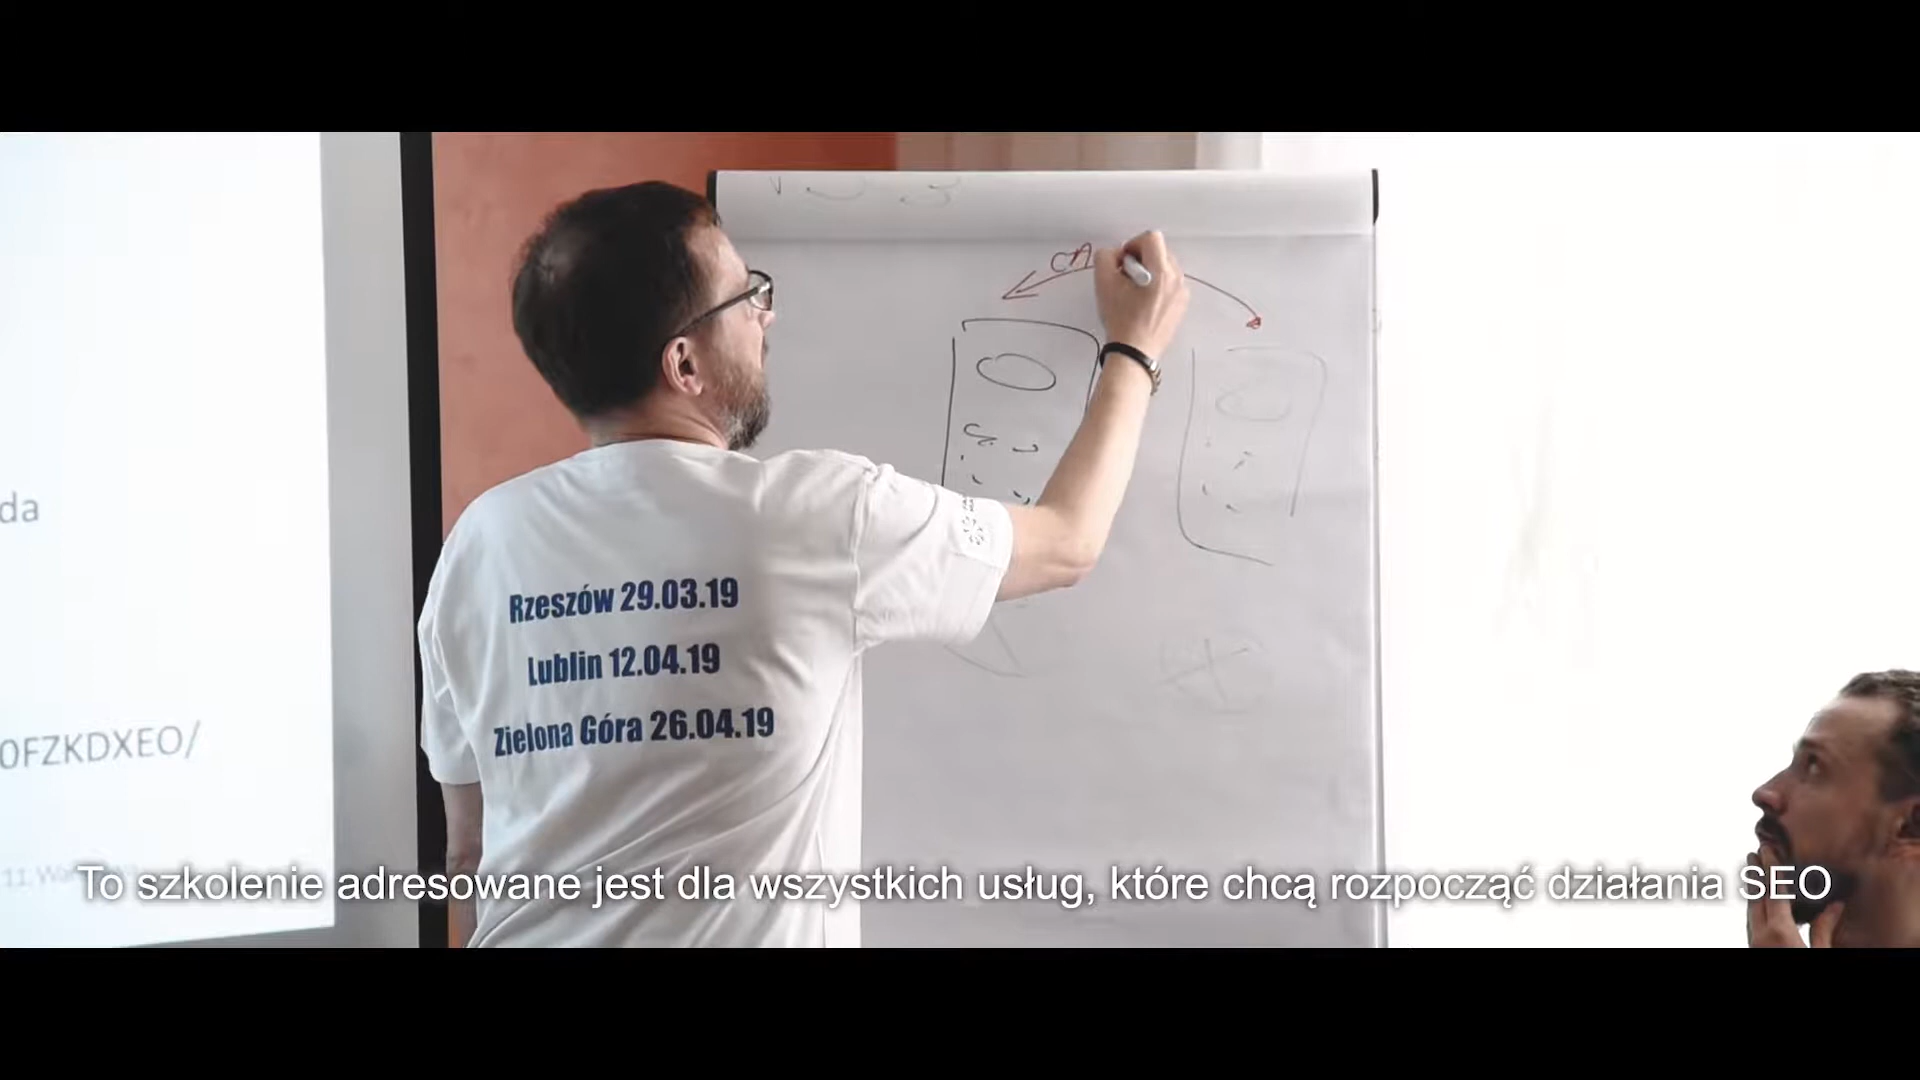 da
0FZKDXEO/
Rzeszów 29.03.19
Lublin 12.04.19
Zielona Góra 26.04.19
To szkolenie adresowane jest dla wszystkich usług, które chcą rozpocząć działania SEO